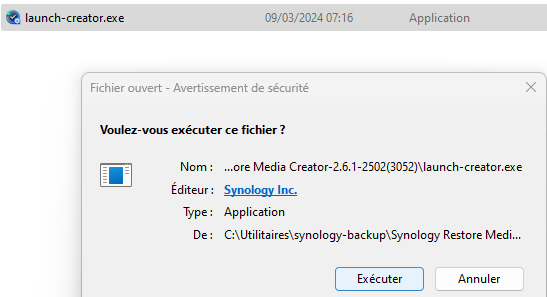 launch-creator.exe 09/03/2024 07:16 Application
Fichier ouvert - Avertissement de sécurité
Voulez-vous exécuter ce fichier ?
Nom : ...ore Media Creator-2.6.1-2502(3052)\launch-creator.exe
Éditeur : Synology Inc.
Type : Application
De : C:\Utilitaires\synology-backup\Synology Restore Medi...
Exécuter Annuler